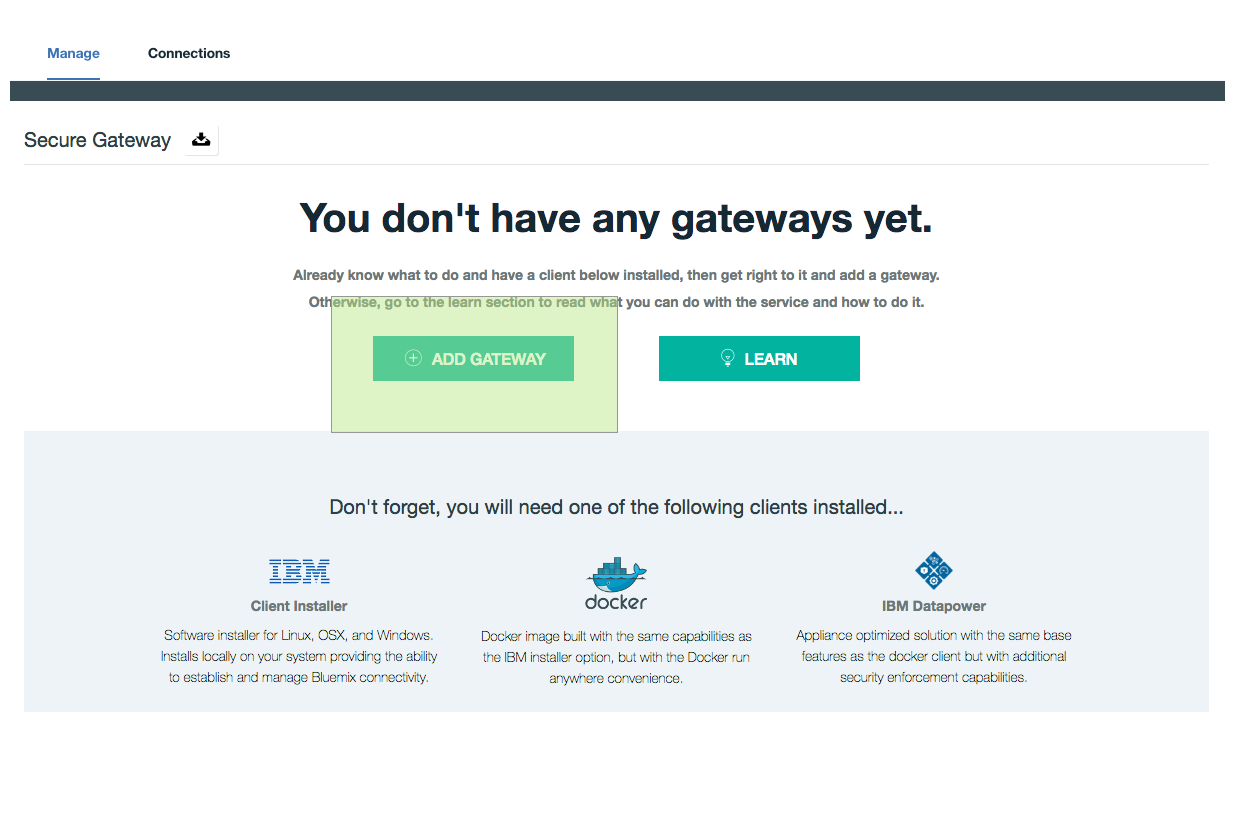 Manage Connections
Secure Gateway
You don't have any gateways yet.
Already know what to do and have a client below installed, then get right to it and add a gateway.
Otherwise, go to the learn section to read what you can do with the service and how to do it.
ADD GATEWAY LEARN
Don't forget, you will need one of the following clients installed...
IBM
Client Installer
Software installer for Linux, OSX, and Windows.
Installs locally on your system providing the ability
to establish and manage Bluemix connectivity.
docker
Docker image built with the same capabilities as
the IBM installer option, but with the Docker run
anywhere convenience.
IBM Datapower
Appliance optimized solution with the same base
features as the docker client but with additional
security enforcement capabilities.